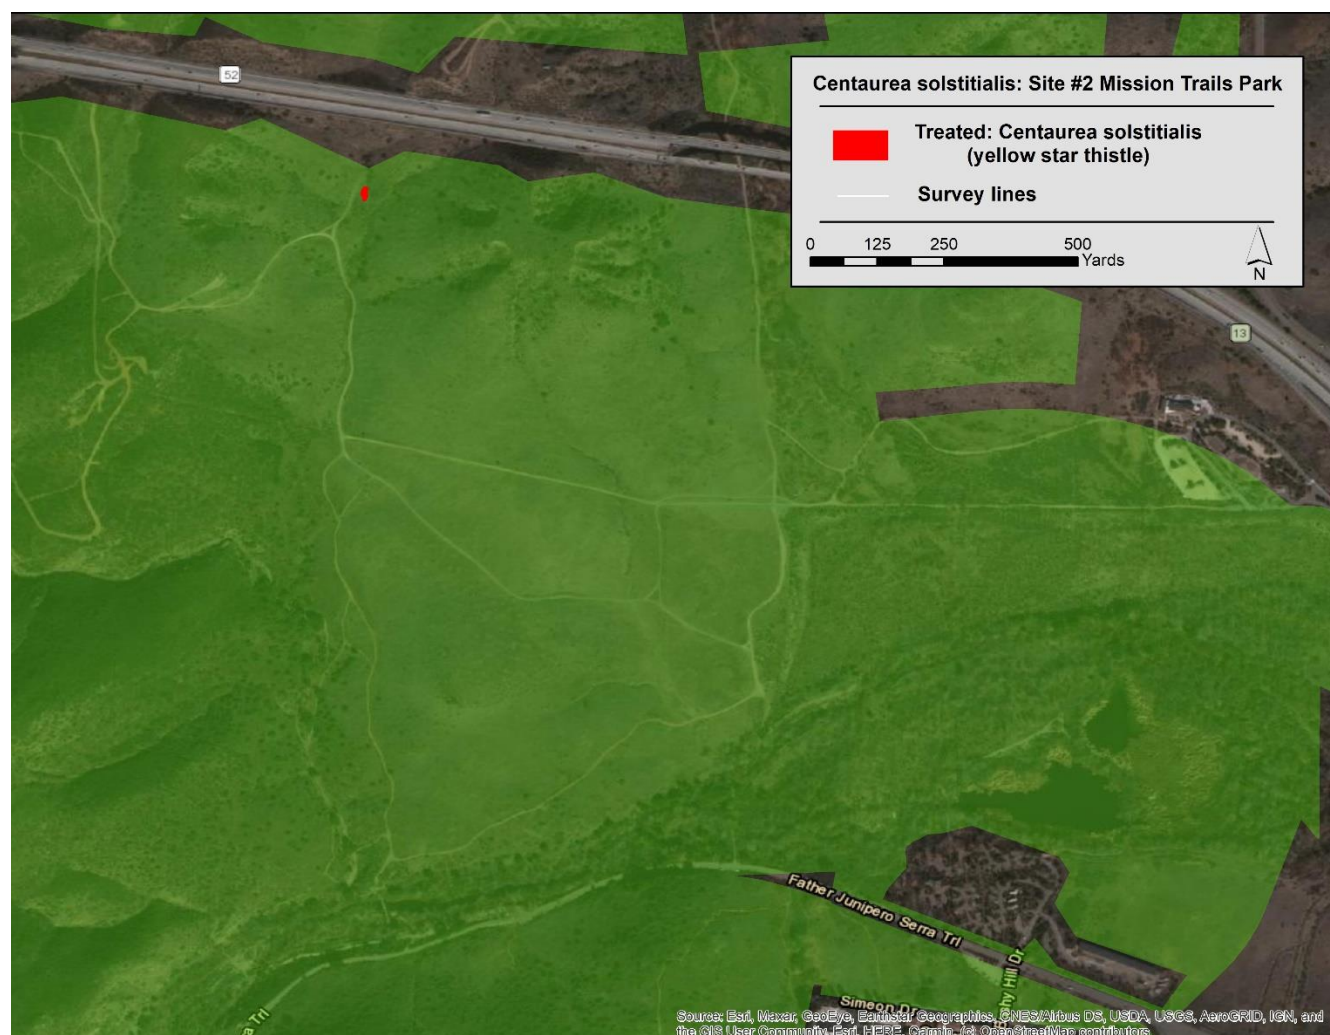 52
Centaurea solstitialis: Site #2 Mission Trails Park
Treated: Centaurea solstitialis
(yellow star thistle)
Survey lines
0 125 250 500
Yards
N
13
Father Junipero Serra Trl
Simeon Dr
hy Hill Dr
a Trl
Source: Esri, Maxar, GeoEye, Earthstar Geographics, CNES/Airbus DS, USDA, USGS, AeroGRID, IGN, and
the GIS User Community, Esri, HERE, Garmin, (c) OpenStreetMap contributors